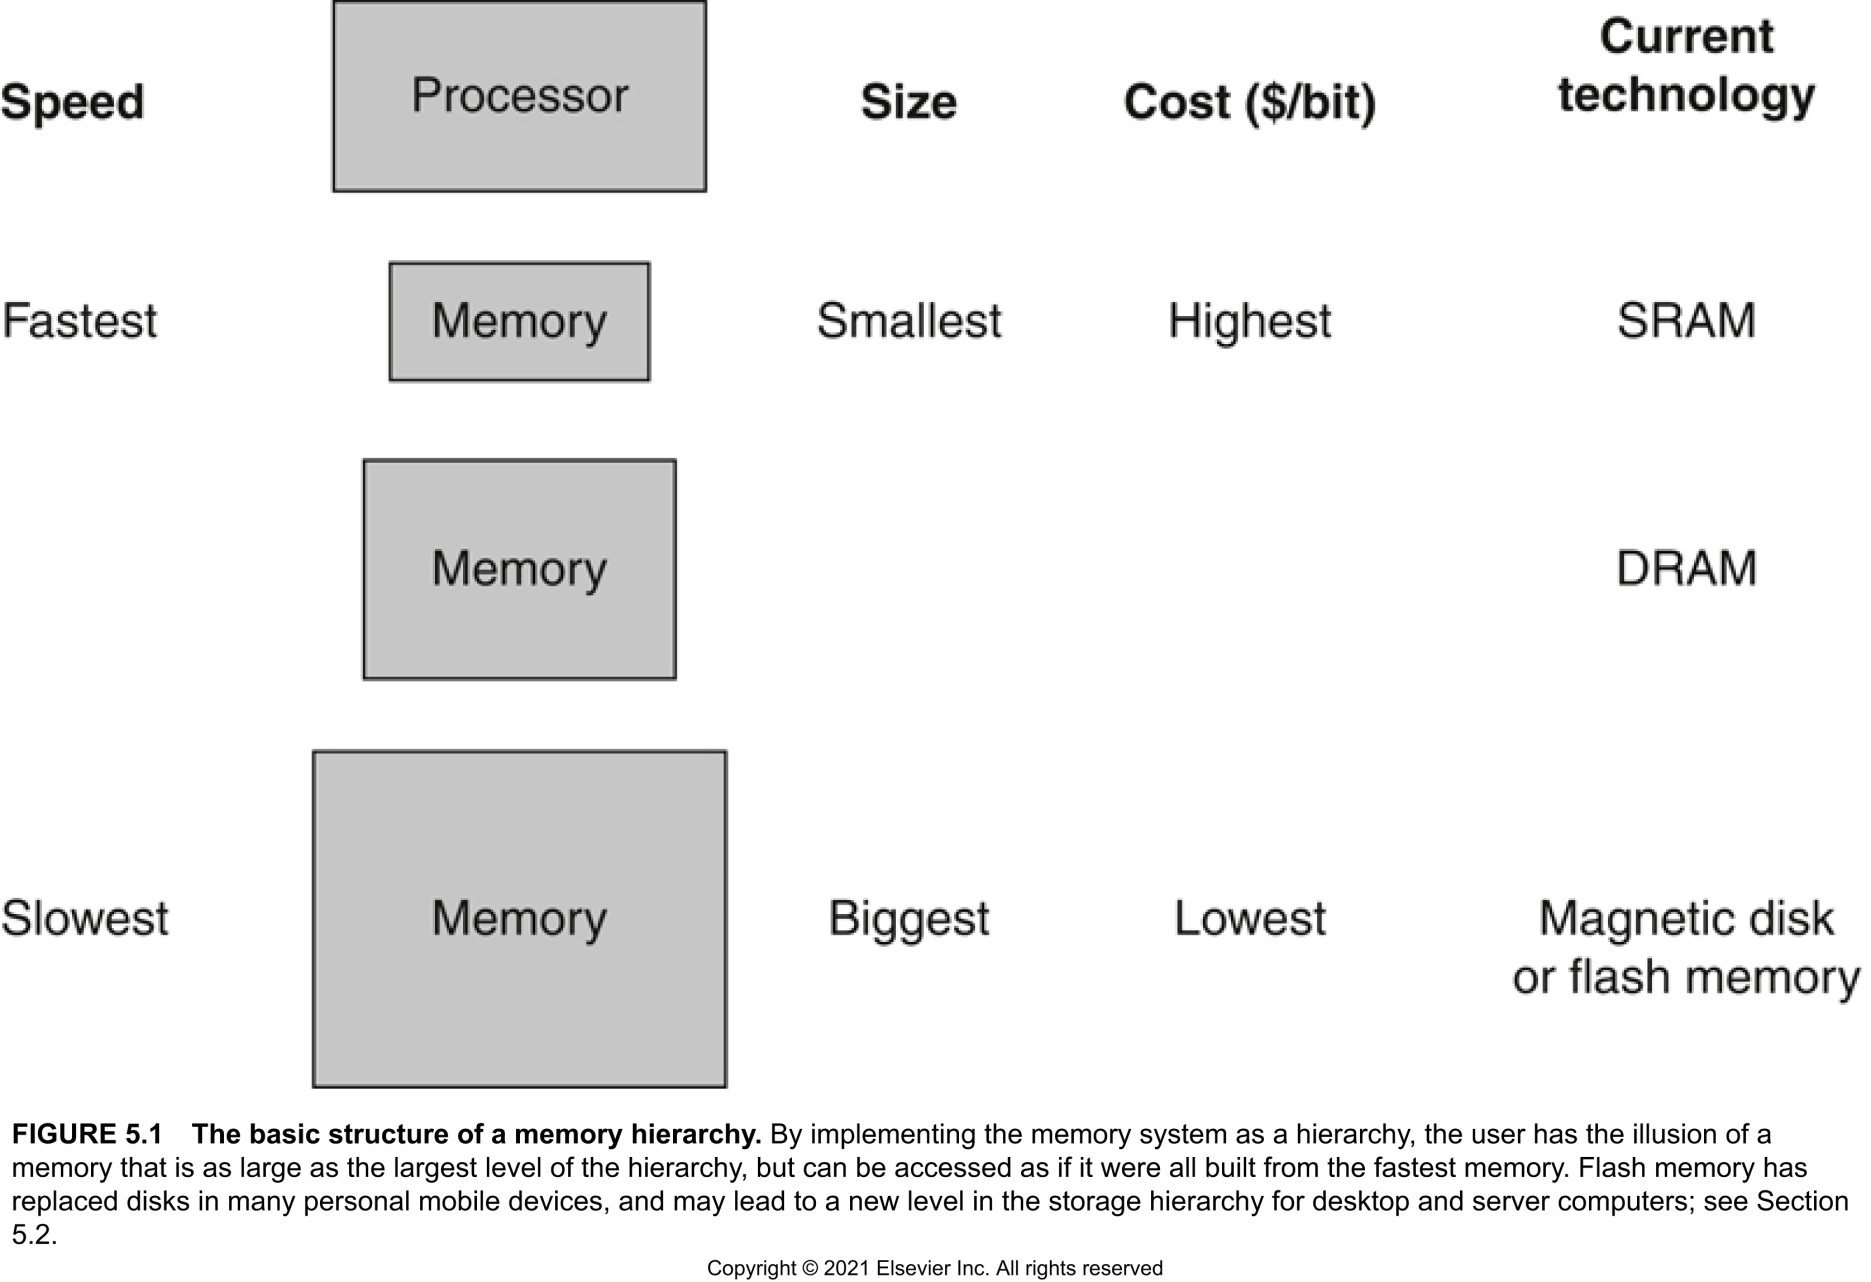 Speed Processor Size Cost ($/bit) Current
technology
Fastest Memory Smallest Highest SRAM
Memory DRAM
Slowest Memory Biggest Lowest Magnetic disk
or flash memory
FIGURE 5.1 The basic structure of a memory hierarchy. By implementing the memory system as a hierarchy, the user has the illusion of a
memory that is as large as the largest level of the hierarchy, but can be accessed as if it were all built from the fastest memory. Flash memory has
replaced disks in many personal mobile devices, and may lead to a new level in the storage hierarchy for desktop and server computers; see Section
5.2.
Copyright © 2021 Elsevier Inc. All rights reserved